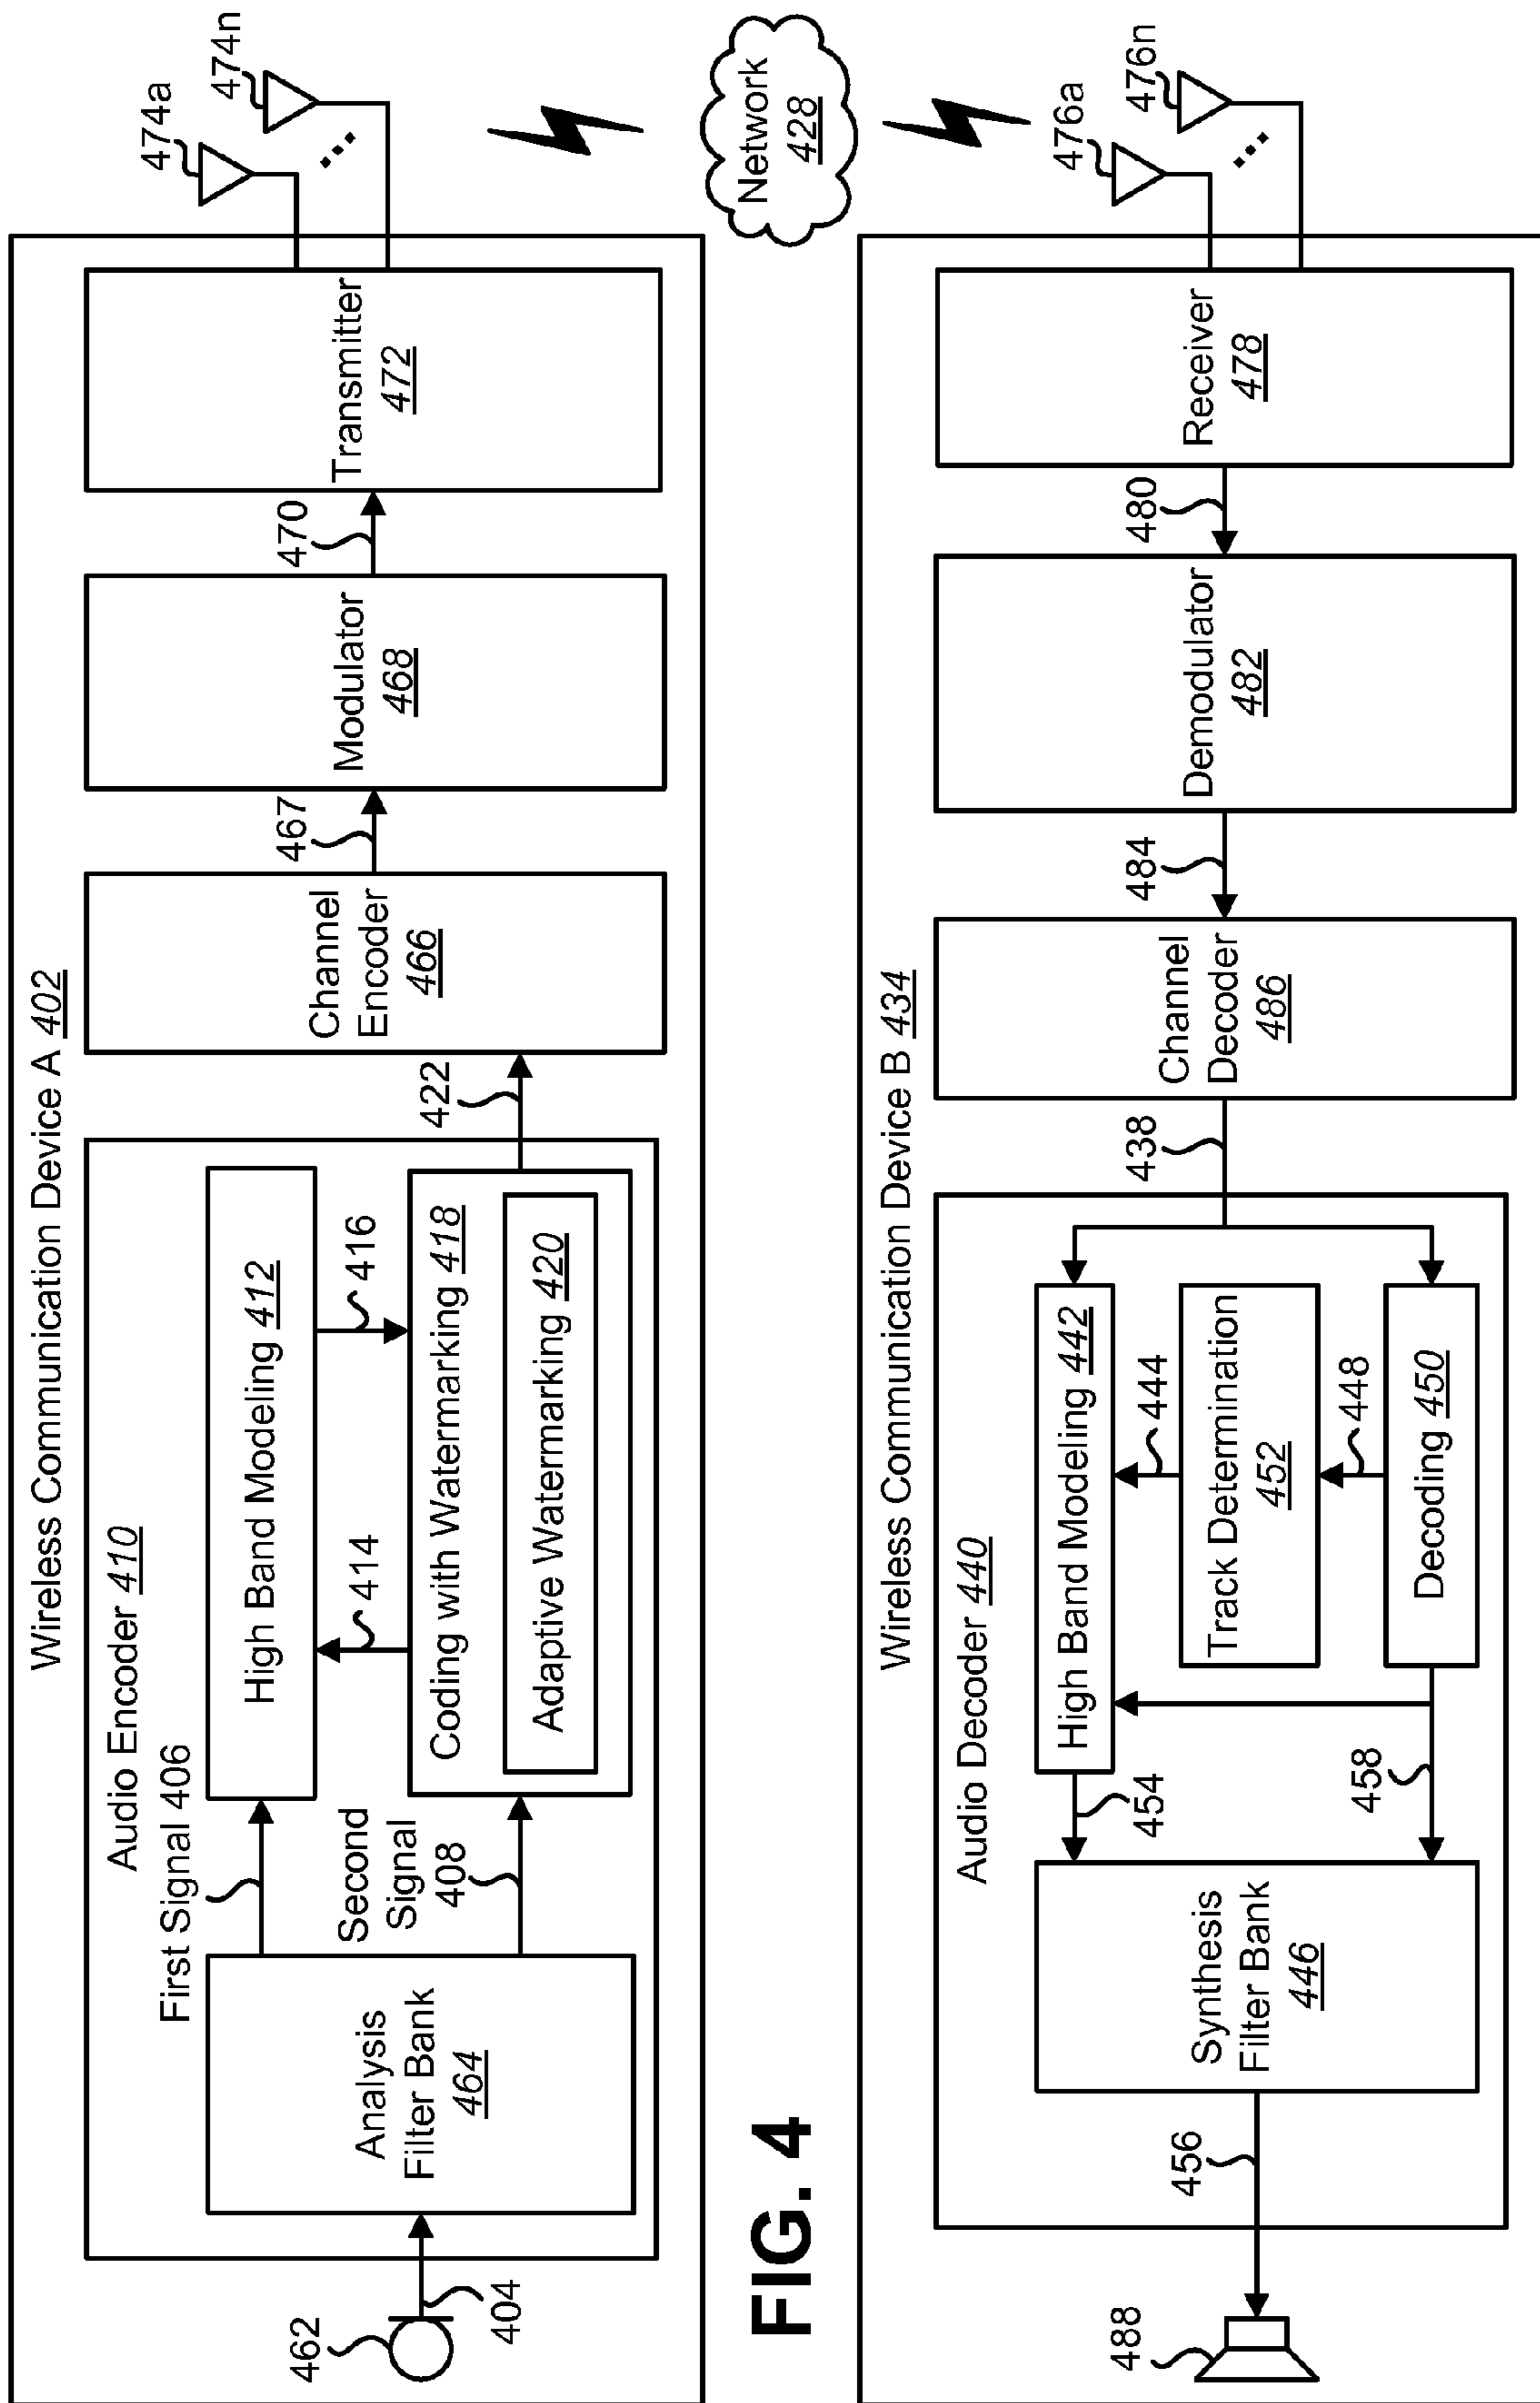 Wireless Communication Device A 402
Audio Encoder 410
First Signal 406
High Band Modeling 412
414
416
Coding with Watermarking 418
Adaptive Watermarking 420
Second
Signal
408
Analysis
Filter Bank
464
462
404
422
Channel
Encoder
466
467
Modulator
468
470
Transmitter
472
474a
474n
Network
428
FIG. 4
Wireless Communication Device B 434
476a
476n
Receiver
478
480
Demodulator
482
484
Channel
Decoder
486
438
Audio Decoder 440
High Band Modeling 442
444
Track Determination
452
448
Decoding 450
454
458
Synthesis
Filter Bank
446
456
488